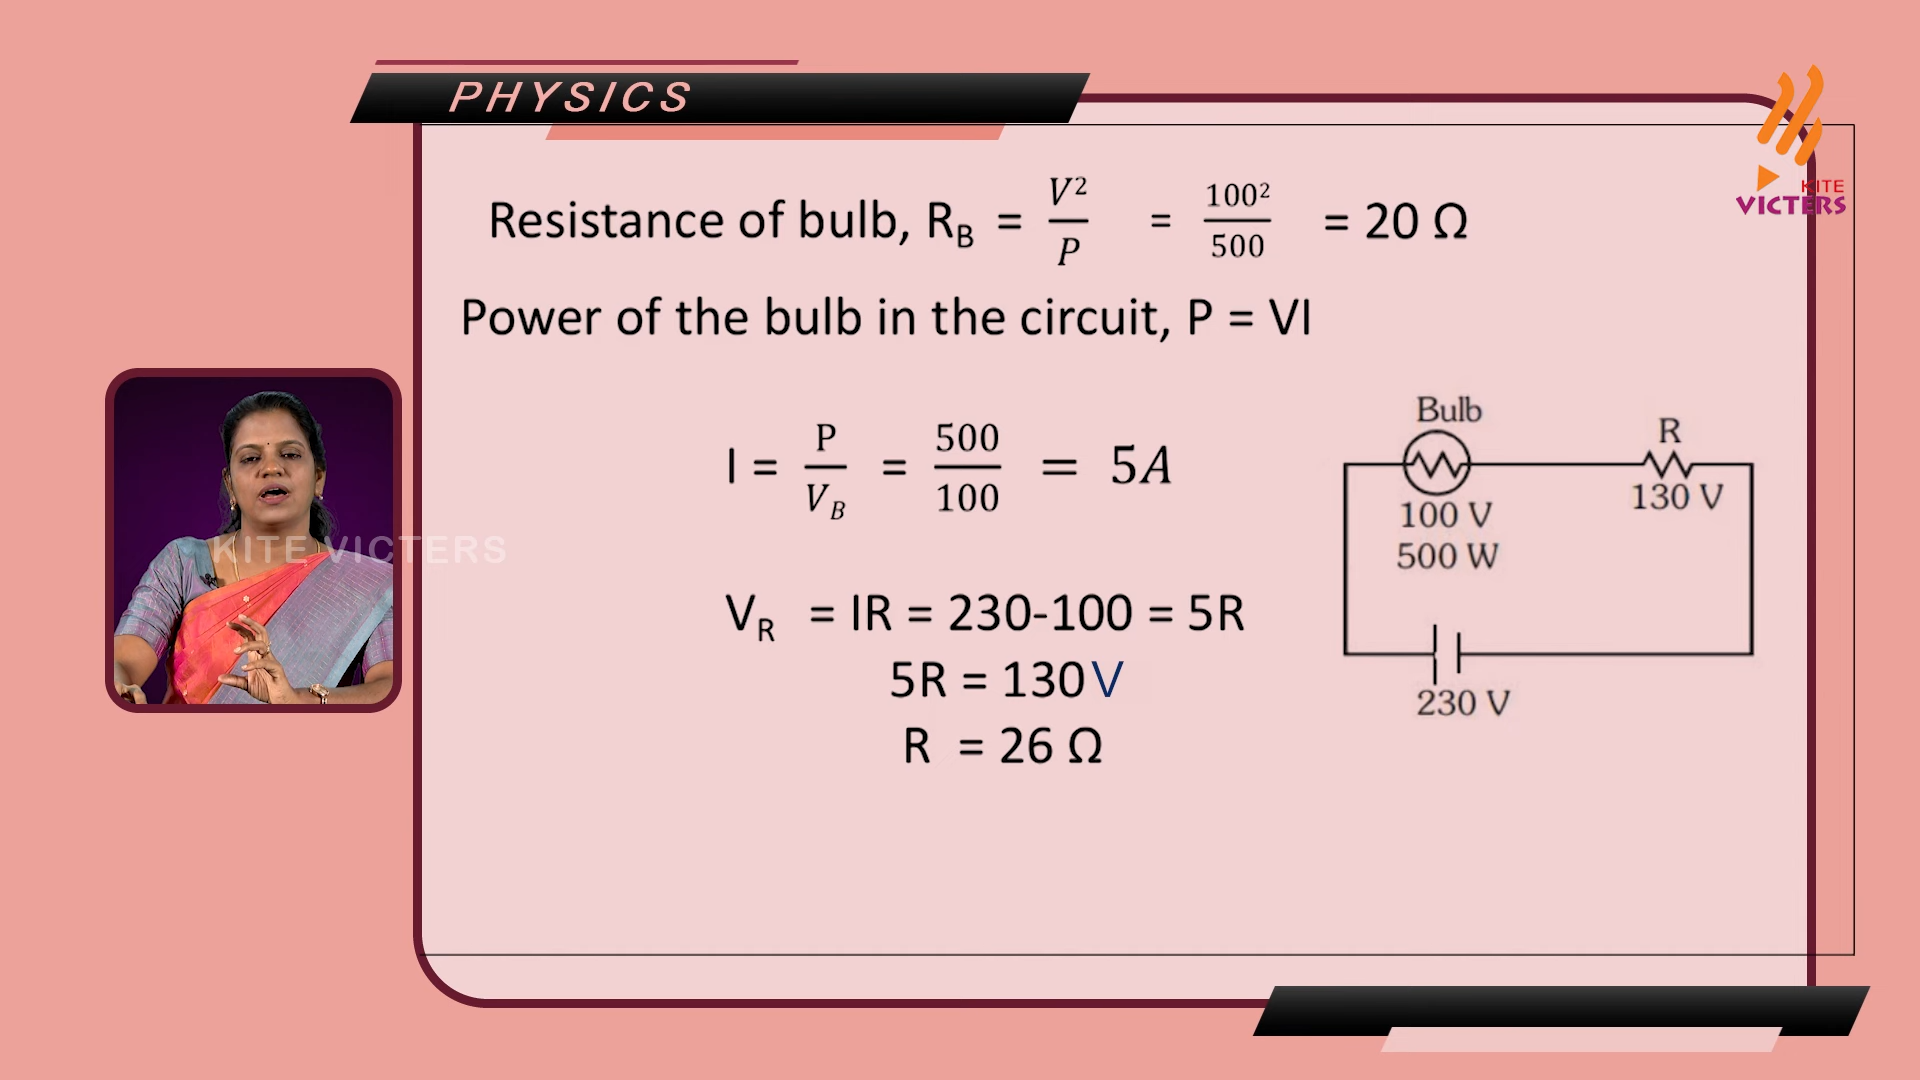 PHYSICS
KITE
VICTERS
Resistance of bulb, R_B = V²/P = 100²/500 = 20 Ω
Power of the bulb in the circuit, P = VI
I = P/V_B = 500/100 = 5A
V_R = IR = 230-100 = 5R
5R = 130 V
R = 26 Ω
Bulb
R
100 V
130 V
500 W
230 V
KITE VICTERS